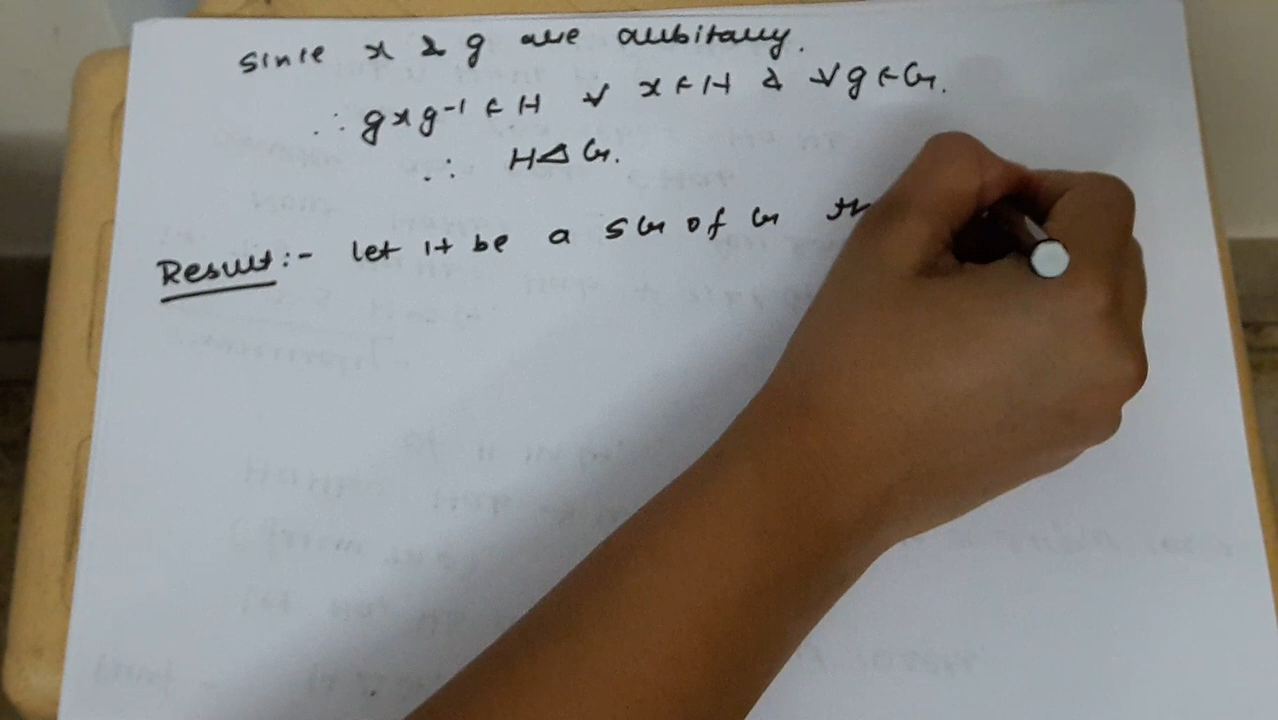 since x & g are arbitrary.
∴ gxg⁻¹ ∈ H ∀ x ∈ H & ∀ g ∈ G.
∴ H Δ G.
Result:- let H be a SG of G